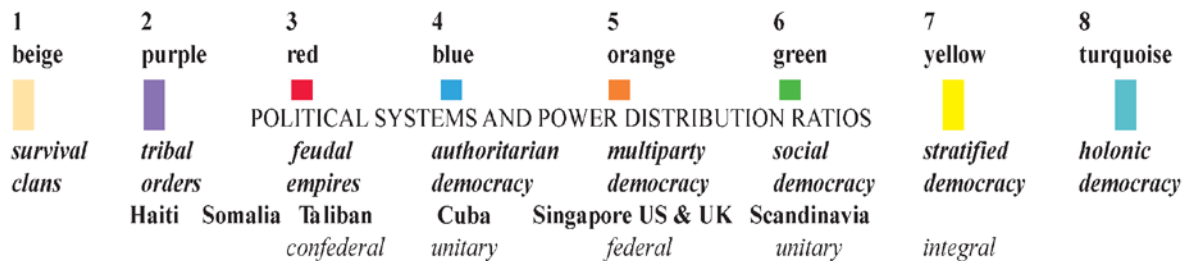 1 2 3 4 5 6 7 8
beige purple red blue orange green yellow turquoise
POLITICAL SYSTEMS AND POWER DISTRIBUTION RATIOS
survival tribal feudal authoritarian multiparty social stratified holonic
clans orders empires democracy democracy democracy democracy democracy
Haiti Somalia Taliban Cuba Singapore US & UK Scandinavia
confederal unitary federal unitary integral